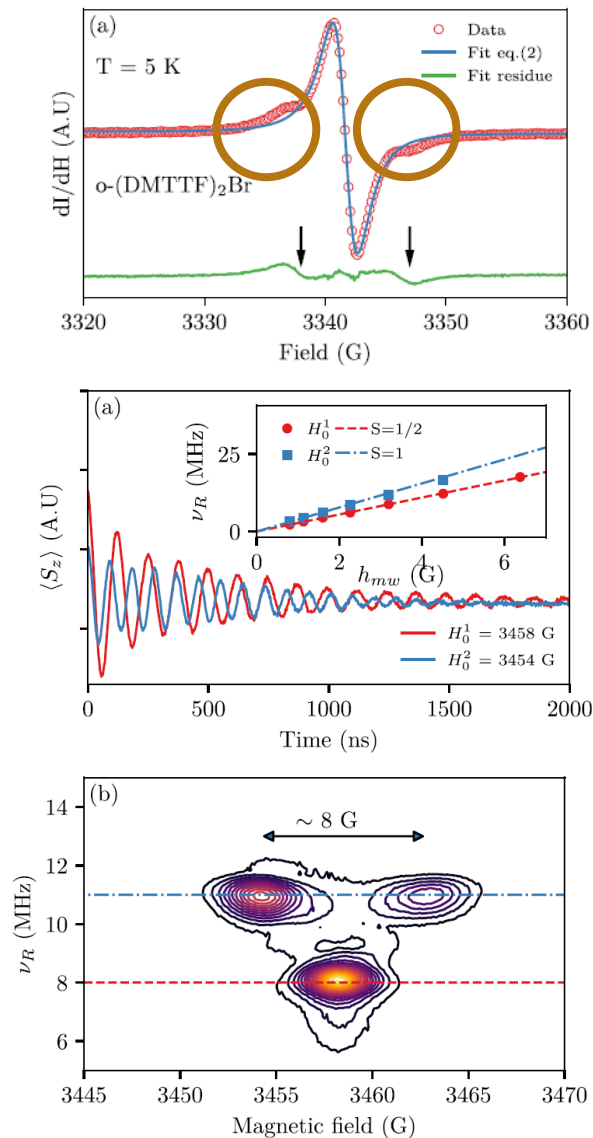 (a)
T = 5 K
Data
Fit eq.(2)
Fit residue
o-(DMTTF)₂Br
dI/dH (A.U)
3320 3330 3340 3350 3360
Field (G)
(a)
H₀¹ S=1/2
H₀² S=1
ν_R (MHz)
25
0
0 2 4 6
h_mw (G)
⟨S_z⟩ (A.U)
H₀¹ = 3458 G
H₀² = 3454 G
0 500 1000 1500 2000
Time (ns)
(b)
∼ 8 G
14
12
10
8
6
ν_R (MHz)
3445 3450 3455 3460 3465 3470
Magnetic field (G)